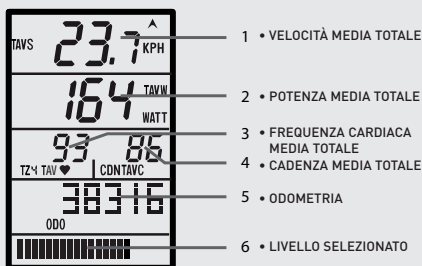 TAVS 23.7 KPH
1 • VELOCITÀ MEDIA TOTALE
164 TAVW WATT
2 • POTENZA MEDIA TOTALE
93 86
TZ4 TAV ♥ CDNTAVC
3 • FREQUENZA CARDIACA
MEDIA TOTALE
4 • CADENZA MEDIA TOTALE
38316
ODO
5 • ODOMETRIA
6 • LIVELLO SELEZIONATO